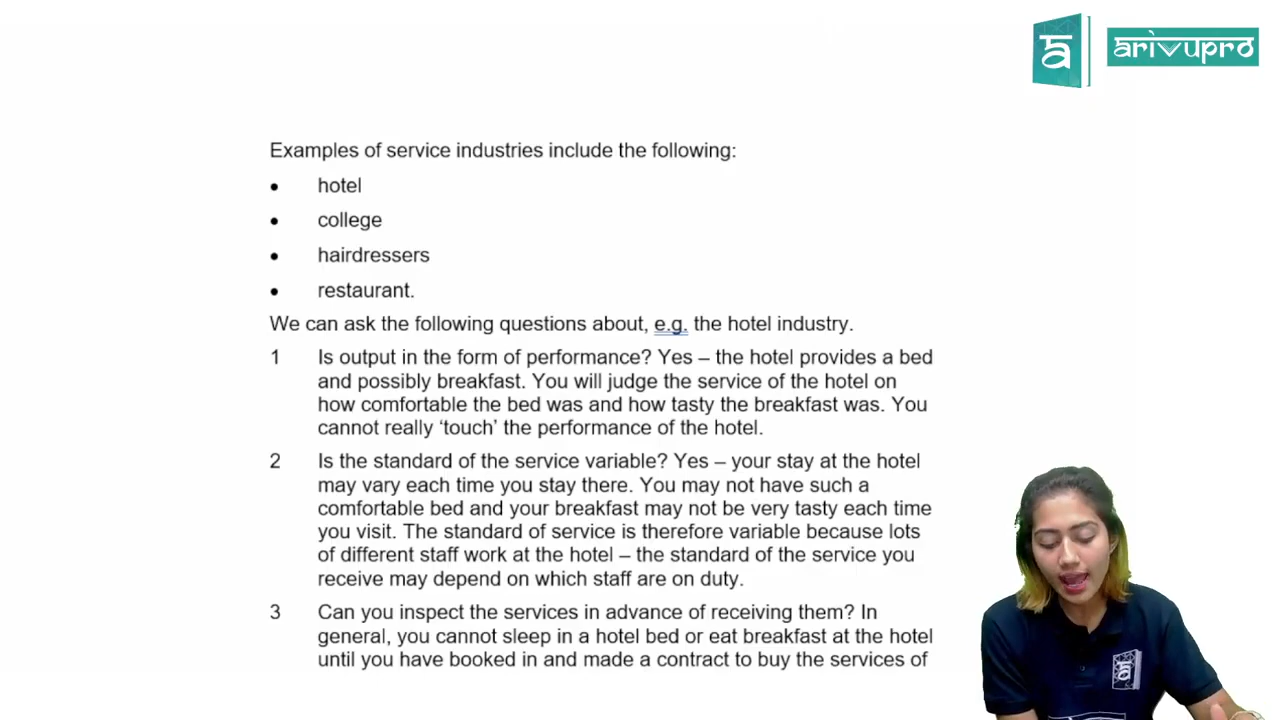 arivupro
Examples of service industries include the following:
• hotel
• college
• hairdressers
• restaurant.
We can ask the following questions about, e.g. the hotel industry.
1 Is output in the form of performance? Yes – the hotel provides a bed
and possibly breakfast. You will judge the service of the hotel on
how comfortable the bed was and how tasty the breakfast was. You
cannot really ‘touch’ the performance of the hotel.
2 Is the standard of the service variable? Yes – your stay at the hotel
may vary each time you stay there. You may not have such a
comfortable bed and your breakfast may not be very tasty each time
you visit. The standard of service is therefore variable because lots
of different staff work at the hotel – the standard of the service you
receive may depend on which staff are on duty.
3 Can you inspect the services in advance of receiving them? In
general, you cannot sleep in a hotel bed or eat breakfast at the hotel
until you have booked in and made a contract to buy the services of